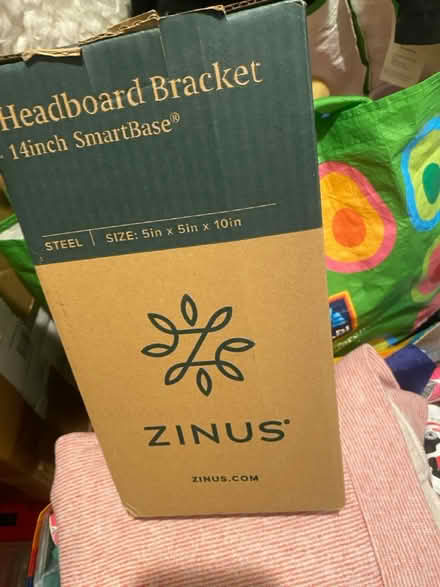 Headboard Bracket
14inch SmartBase®
STEEL | SIZE: 5in x 5in x 10in
ZINUS®
ZINUS.COM